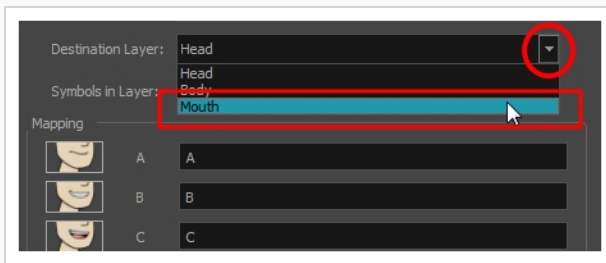 Destination Layer: Head
Head
Symbols in Layer: Body
Mouth
Mapping
A A
B B
C C